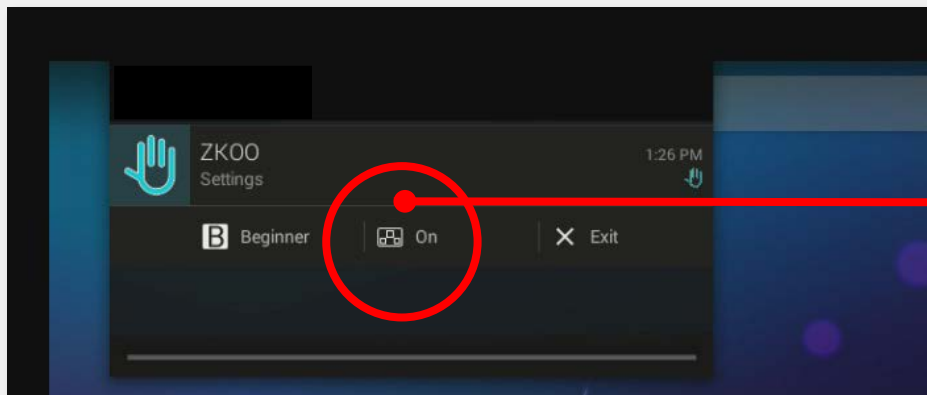 ZKOO
1:26 PM
Settings
B Beginner
On
Exit